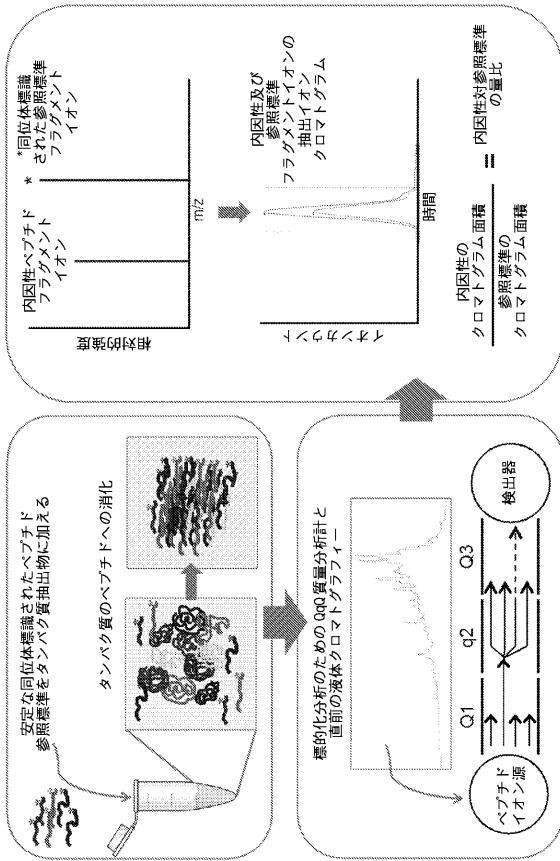 安定な同位体標識されたペプチド
参照標準をタンパク質抽出物に加える
タンパク質のペプチドへの消化
標的化分析のための QqQ 質量分析計と
直前の液体クロマトグラフィー
ペプチド
イオン源
Q1
q2
Q3
検出器
内因性ペプチド
フラグメント
イオン
*
*同位体標識
された参照標準
フラグメント
イオン
相対的強度
m/z
内因性及び
参照標準
フラグメントイオンの
抽出イオン
クロマトグラム
イオンカウント
時間
内因性の
クロマトグラム面積
参照標準の
クロマトグラム面積
=
内因性対参照標準
の量比